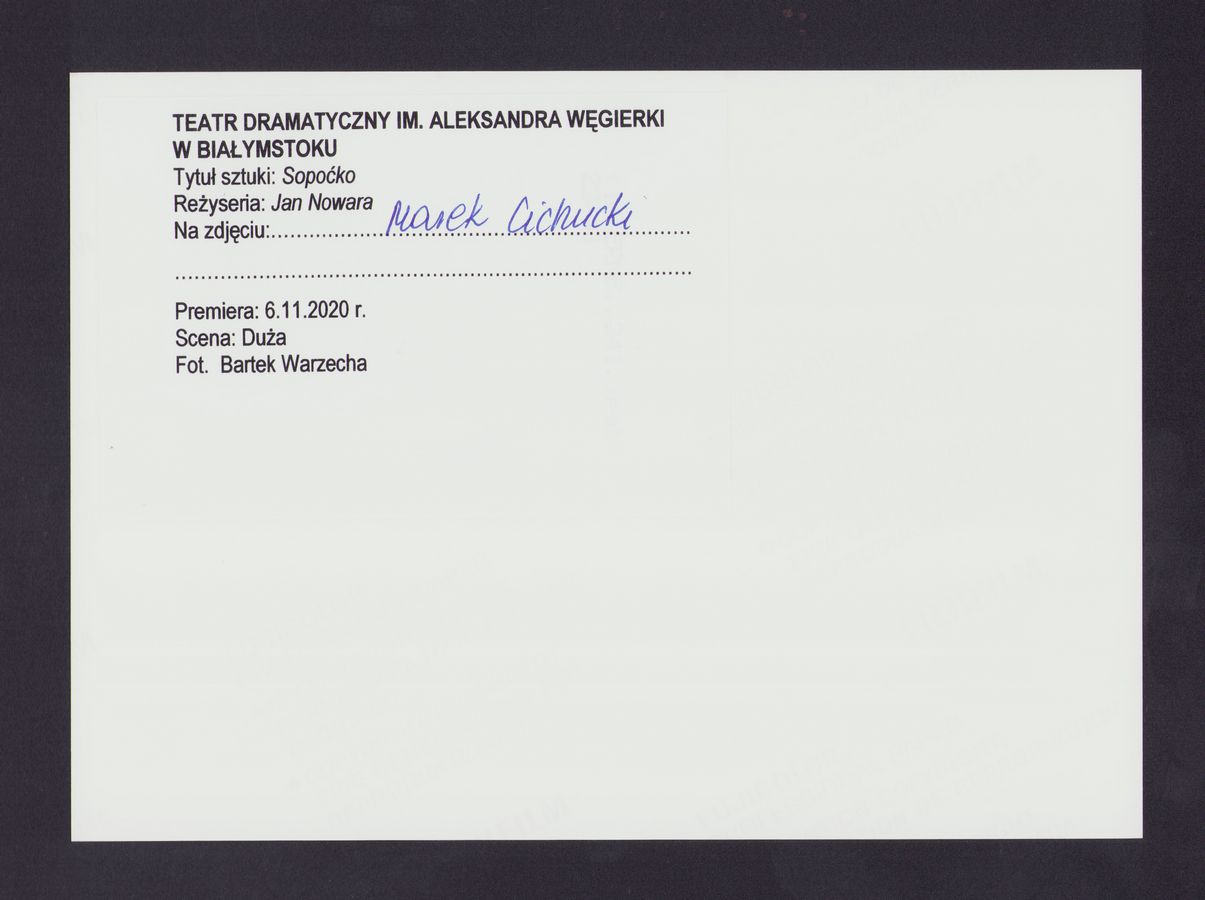 TEATR DRAMATYCZNY IM. ALEKSANDRA WĘGIERKI
W BIAŁYMSTOKU
Tytuł sztuki: Sopoćko
Reżyseria: Jan Nowara
Na zdjęciu:..................Marek Cichucki.........
..................................................................................
Premiera: 6.11.2020 r.
Scena: Duża
Fot. Bartek Warzecha